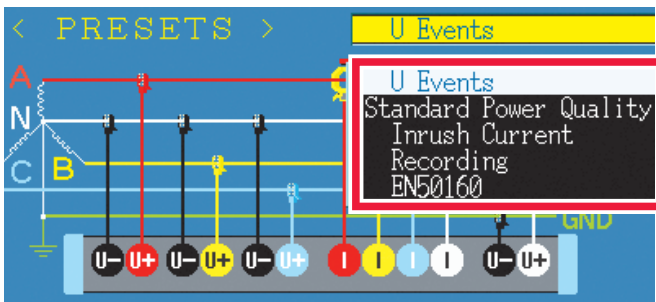 < PRESETS >
U Events
A
U Events
Standard Power Quality
N
Inrush Current
Recording
C
B
EN50160
GND
U- U+ U- U+ U- U+ I I I I U- U+